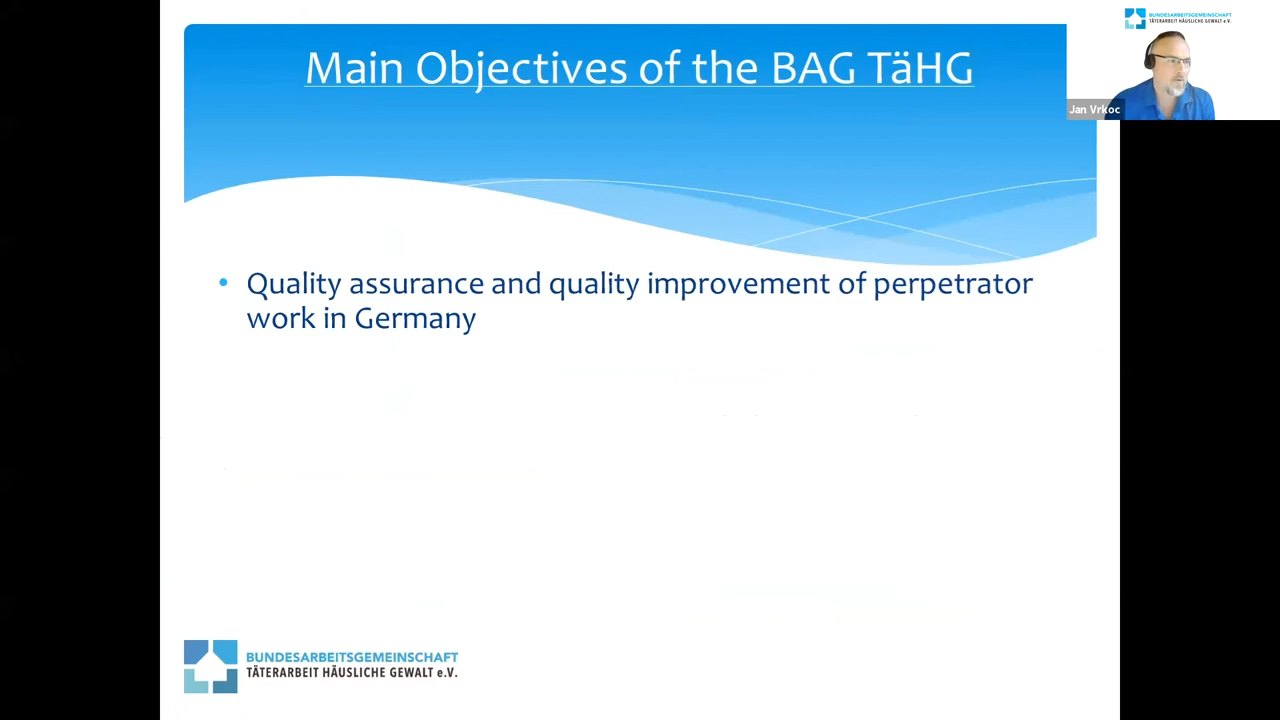 Main Objectives of the BAG TäHG
BUNDESARBEITSGEMEINSCHAFT
TÄTERARBEIT HÄUSLICHE GEWALT e.V.
Jan Vrkoc
• Quality assurance and quality improvement of perpetrator
work in Germany
BUNDESARBEITSGEMEINSCHAFT
TÄTERARBEIT HÄUSLICHE GEWALT e.V.